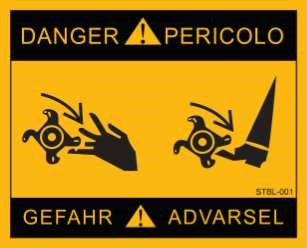 DANGER PERICOLO
STBL-001
GEFAHR ADVARSEL